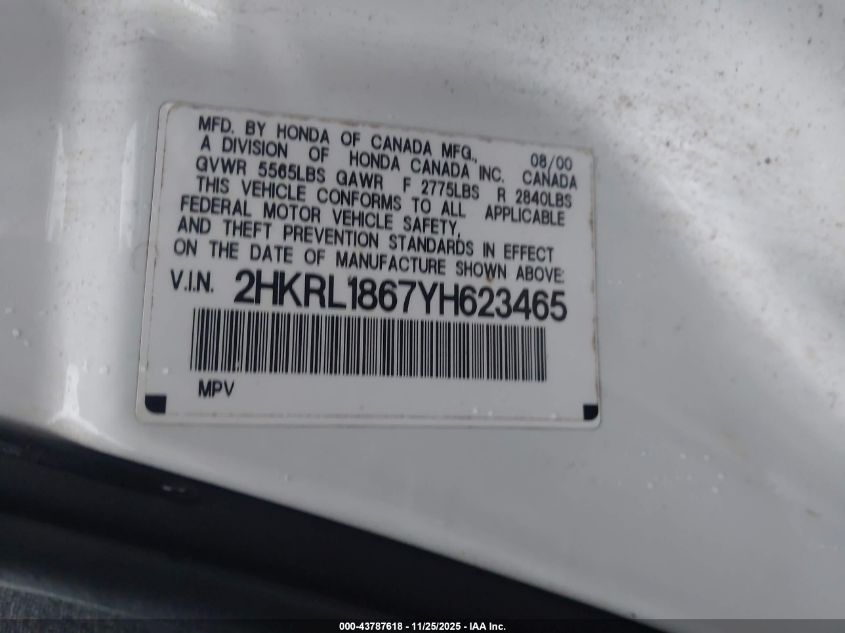 MFD. BY HONDA OF CANADA MFG., 08/00
A DIVISION OF HONDA CANADA INC. CANADA
GVWR 5565LBS GAWR F 2775LBS R 2840LBS
THIS VEHICLE CONFORMS TO ALL APPLICABLE
FEDERAL MOTOR VEHICLE SAFETY,
AND THEFT PREVENTION STANDARDS IN EFFECT
ON THE DATE OF MANUFACTURE SHOWN ABOVE:
V.I.N. 2HKRL1867YH623465
MPV
000-43787618 - 11/25/2025 - IAA Inc.